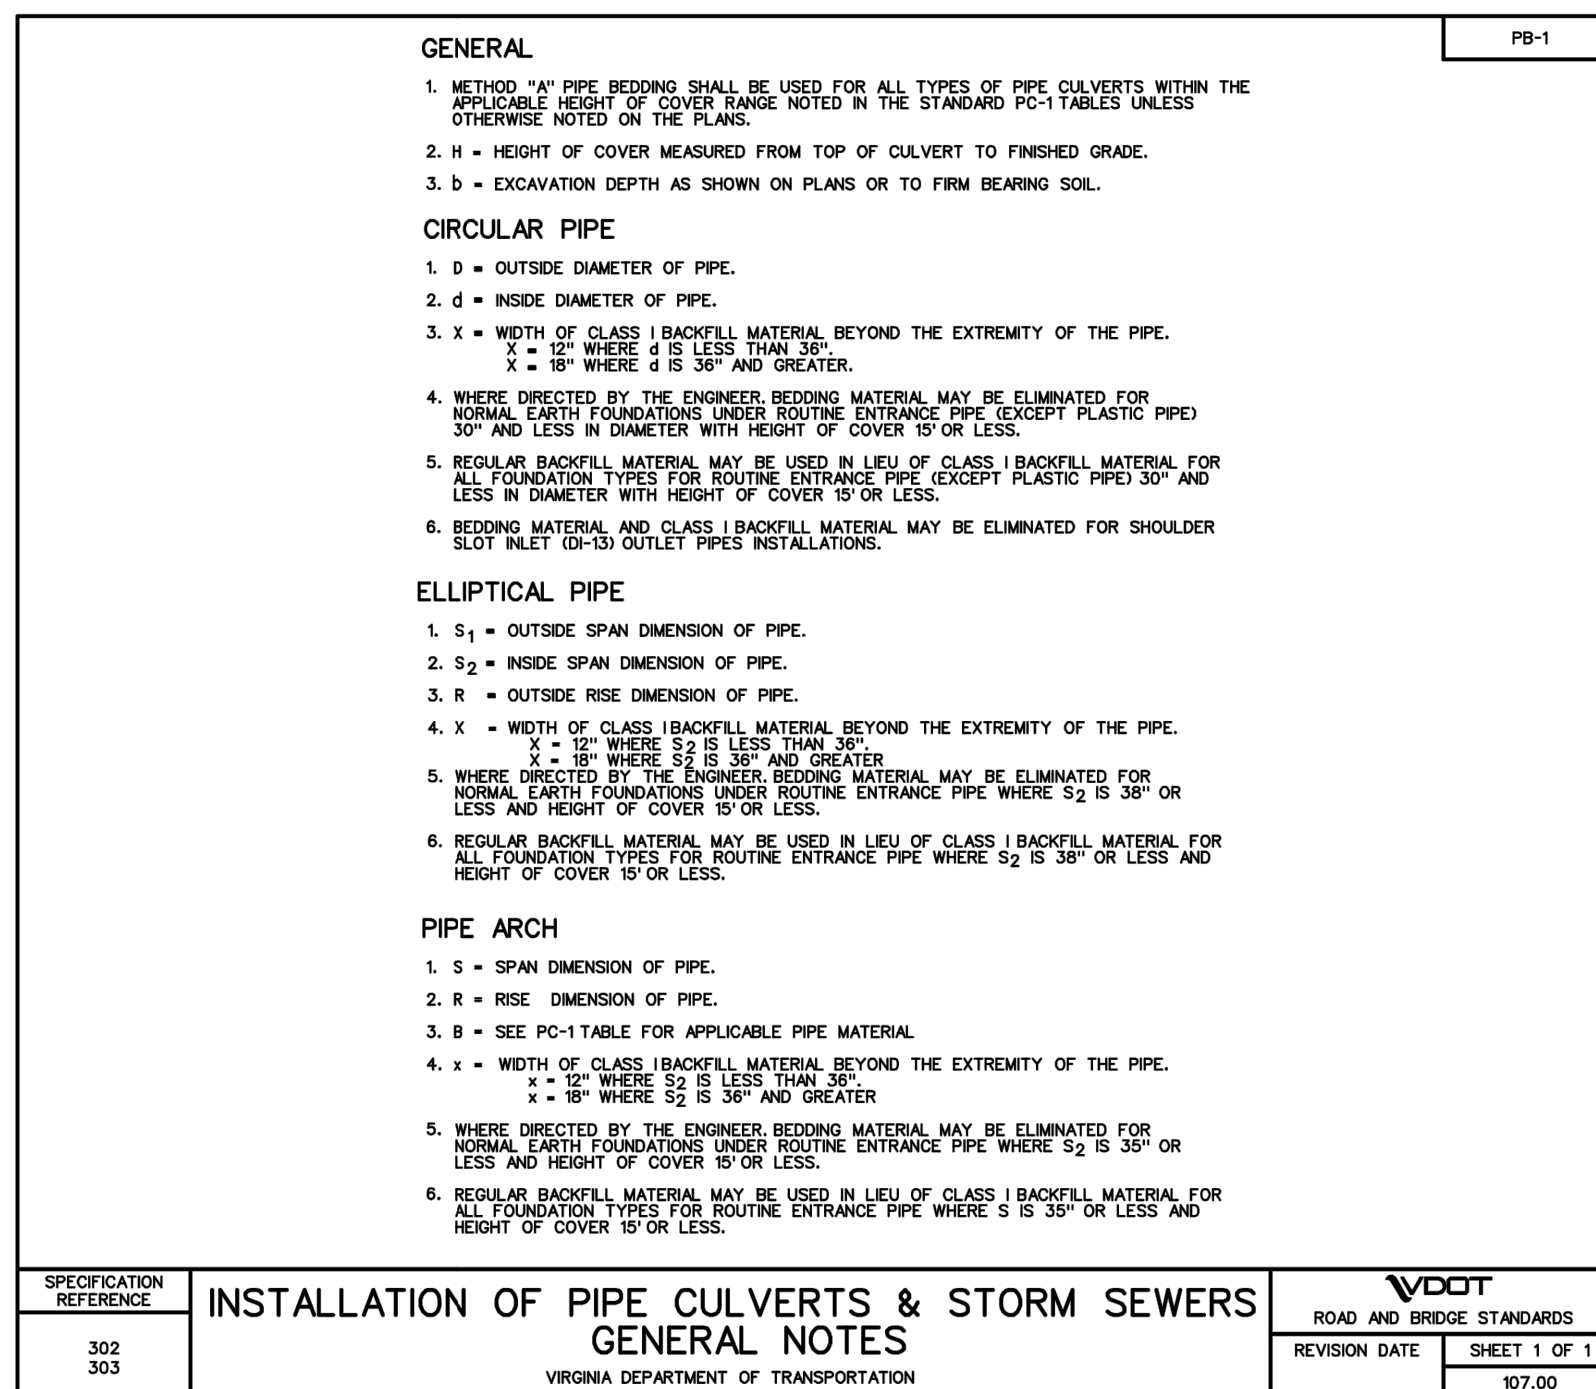 PB-1
GENERAL
1. METHOD "A" PIPE BEDDING SHALL BE USED FOR ALL TYPES OF PIPE CULVERTS WITHIN THE
APPLICABLE HEIGHT OF COVER RANGE NOTED IN THE STANDARD PC-1 TABLES UNLESS
OTHERWISE NOTED ON THE PLANS.
2. H = HEIGHT OF COVER MEASURED FROM TOP OF CULVERT TO FINISHED GRADE.
3. b = EXCAVATION DEPTH AS SHOWN ON PLANS OR TO FIRM BEARING SOIL.
CIRCULAR PIPE
1. D = OUTSIDE DIAMETER OF PIPE.
2. d = INSIDE DIAMETER OF PIPE.
3. X = WIDTH OF CLASS I BACKFILL MATERIAL BEYOND THE EXTREMITY OF THE PIPE.
X = 12" WHERE d IS LESS THAN 36".
X = 18" WHERE d IS 36" AND GREATER.
4. WHERE DIRECTED BY THE ENGINEER. BEDDING MATERIAL MAY BE ELIMINATED FOR
NORMAL EARTH FOUNDATIONS UNDER ROUTINE ENTRANCE PIPE (EXCEPT PLASTIC PIPE)
30" AND LESS IN DIAMETER WITH HEIGHT OF COVER 15' OR LESS.
5. REGULAR BACKFILL MATERIAL MAY BE USED IN LIEU OF CLASS I BACKFILL MATERIAL FOR
ALL FOUNDATION TYPES FOR ROUTINE ENTRANCE PIPE (EXCEPT PLASTIC PIPE) 30" AND
LESS IN DIAMETER WITH HEIGHT OF COVER 15' OR LESS.
6. BEDDING MATERIAL AND CLASS I BACKFILL MATERIAL MAY BE ELIMINATED FOR SHOULDER
SLOT INLET (DI-13) OUTLET PIPES INSTALLATIONS.
ELLIPTICAL PIPE
1. S1 = OUTSIDE SPAN DIMENSION OF PIPE.
2. S2 = INSIDE SPAN DIMENSION OF PIPE.
3. R = OUTSIDE RISE DIMENSION OF PIPE.
4. X = WIDTH OF CLASS I BACKFILL MATERIAL BEYOND THE EXTREMITY OF THE PIPE.
X = 12" WHERE S2 IS LESS THAN 36".
X = 18" WHERE S2 IS 36" AND GREATER
5. WHERE DIRECTED BY THE ENGINEER. BEDDING MATERIAL MAY BE ELIMINATED FOR
NORMAL EARTH FOUNDATIONS UNDER ROUTINE ENTRANCE PIPE WHERE S2 IS 38" OR
LESS AND HEIGHT OF COVER 15' OR LESS.
6. REGULAR BACKFILL MATERIAL MAY BE USED IN LIEU OF CLASS I BACKFILL MATERIAL FOR
ALL FOUNDATION TYPES FOR ROUTINE ENTRANCE PIPE WHERE S2 IS 38" OR LESS AND
HEIGHT OF COVER 15' OR LESS.
PIPE ARCH
1. S = SPAN DIMENSION OF PIPE.
2. R = RISE DIMENSION OF PIPE.
3. B = SEE PC-1 TABLE FOR APPLICABLE PIPE MATERIAL
4. x = WIDTH OF CLASS I BACKFILL MATERIAL BEYOND THE EXTREMITY OF THE PIPE.
x = 12" WHERE S2 IS LESS THAN 36".
x = 18" WHERE S2 IS 36" AND GREATER
5. WHERE DIRECTED BY THE ENGINEER. BEDDING MATERIAL MAY BE ELIMINATED FOR
NORMAL EARTH FOUNDATIONS UNDER ROUTINE ENTRANCE PIPE WHERE S2 IS 35" OR
LESS AND HEIGHT OF COVER 15' OR LESS.
6. REGULAR BACKFILL MATERIAL MAY BE USED IN LIEU OF CLASS I BACKFILL MATERIAL FOR
ALL FOUNDATION TYPES FOR ROUTINE ENTRANCE PIPE WHERE S IS 35" OR LESS AND
HEIGHT OF COVER 15' OR LESS.
SPECIFICATION
REFERENCE
302
303
INSTALLATION OF PIPE CULVERTS & STORM SEWERS
GENERAL NOTES
VIRGINIA DEPARTMENT OF TRANSPORTATION
VDOT
ROAD AND BRIDGE STANDARDS
REVISION DATE
SHEET 1 OF 1
107.00